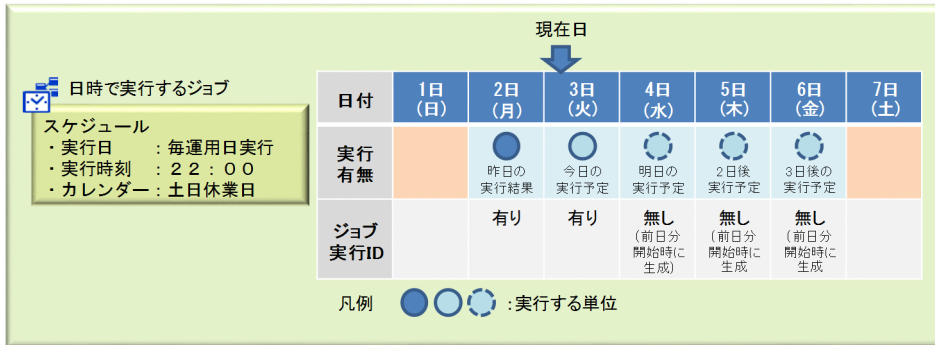 現在日
日時で実行するジョブ
スケジュール
・実行日　　：毎運用日実行
・実行時刻　：２２：００
・カレンダー：土日休業日
日付 1日 2日 3日 4日 5日 6日 7日
(日) (月) (火) (水) (木) (金) (土)
実行
有無
昨日の 今日の 明日の 2日後 3日後の
実行結果 実行予定 実行予定 実行予定 実行予定
ジョブ
実行ID
有り 有り 無し 無し 無し
(前日分 (前日分 (前日分
開始時に 開始時に 開始時に
生成) 生成 生成
凡例 ：実行する単位